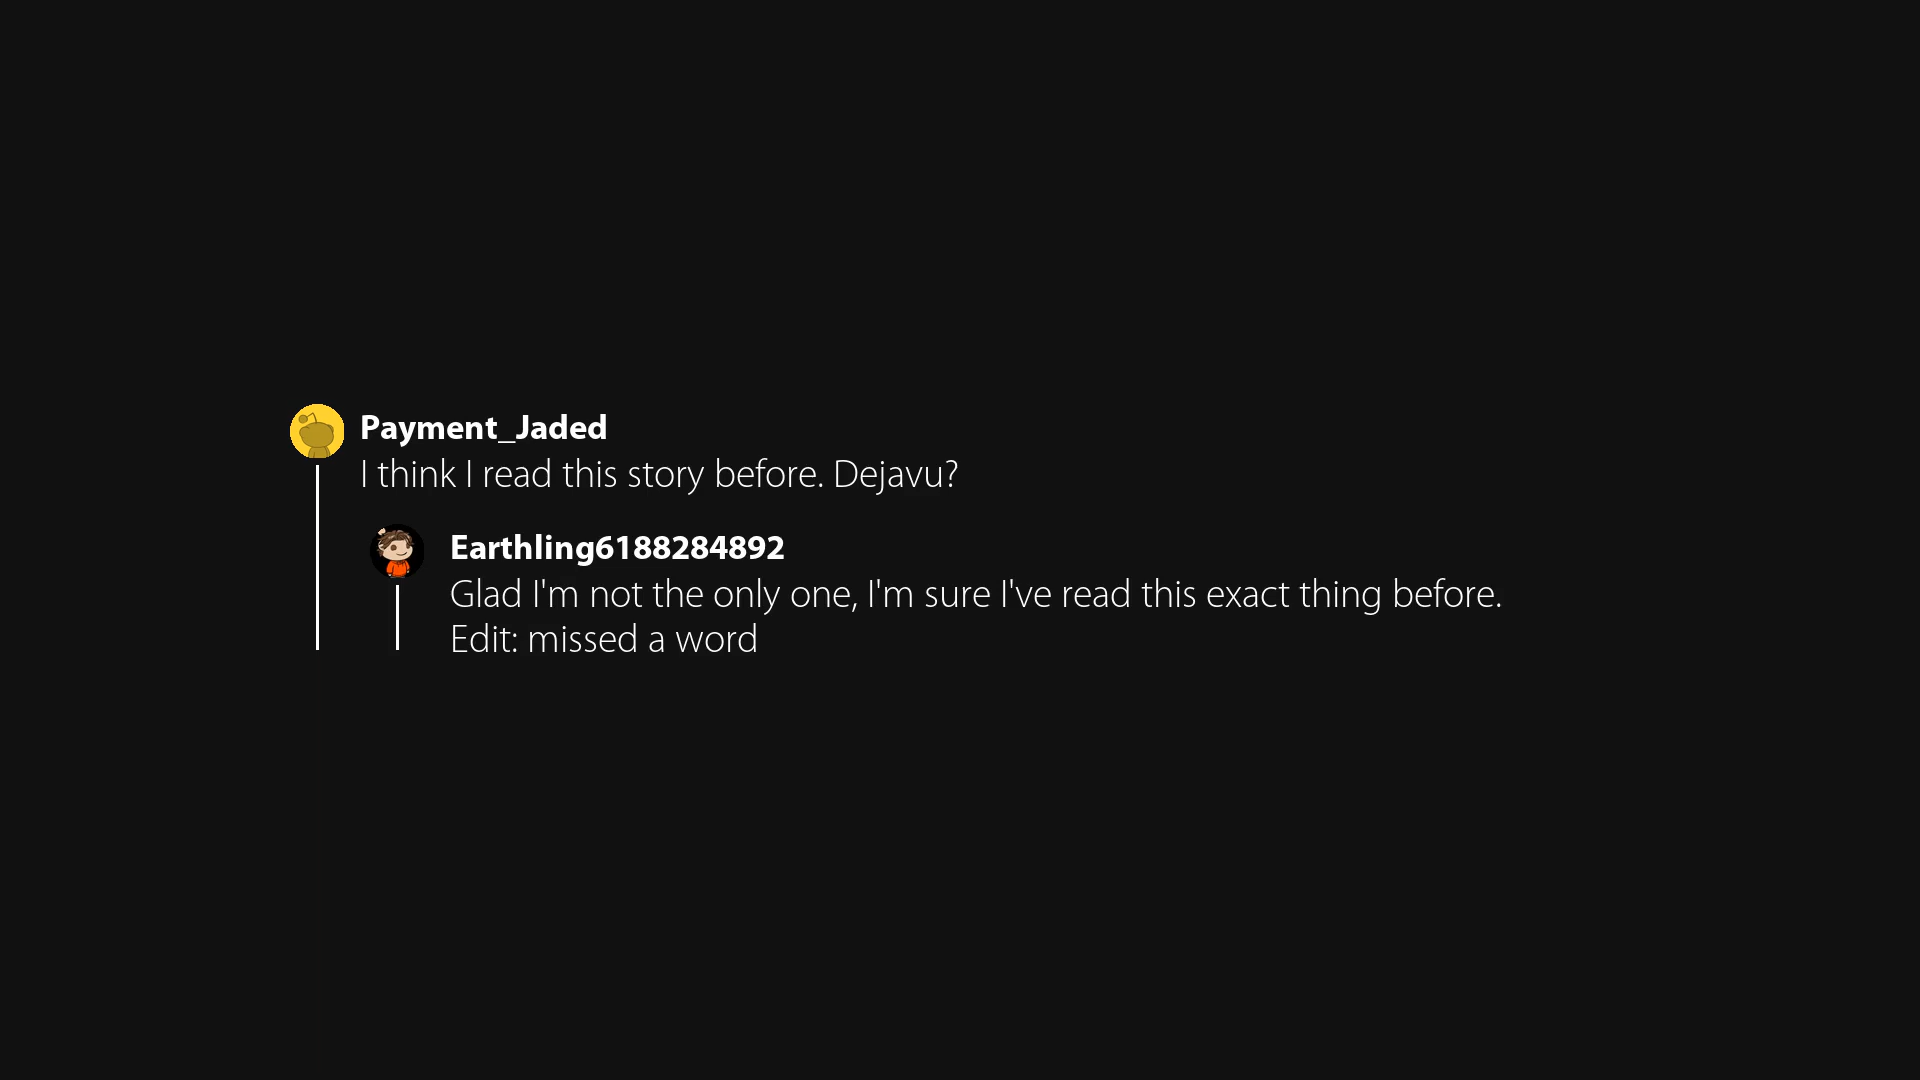 Payment_Jaded
I think I read this story before. Dejavu?
Earthling6188284892
Glad I'm not the only one, I'm sure I've read this exact thing before.
Edit: missed a word